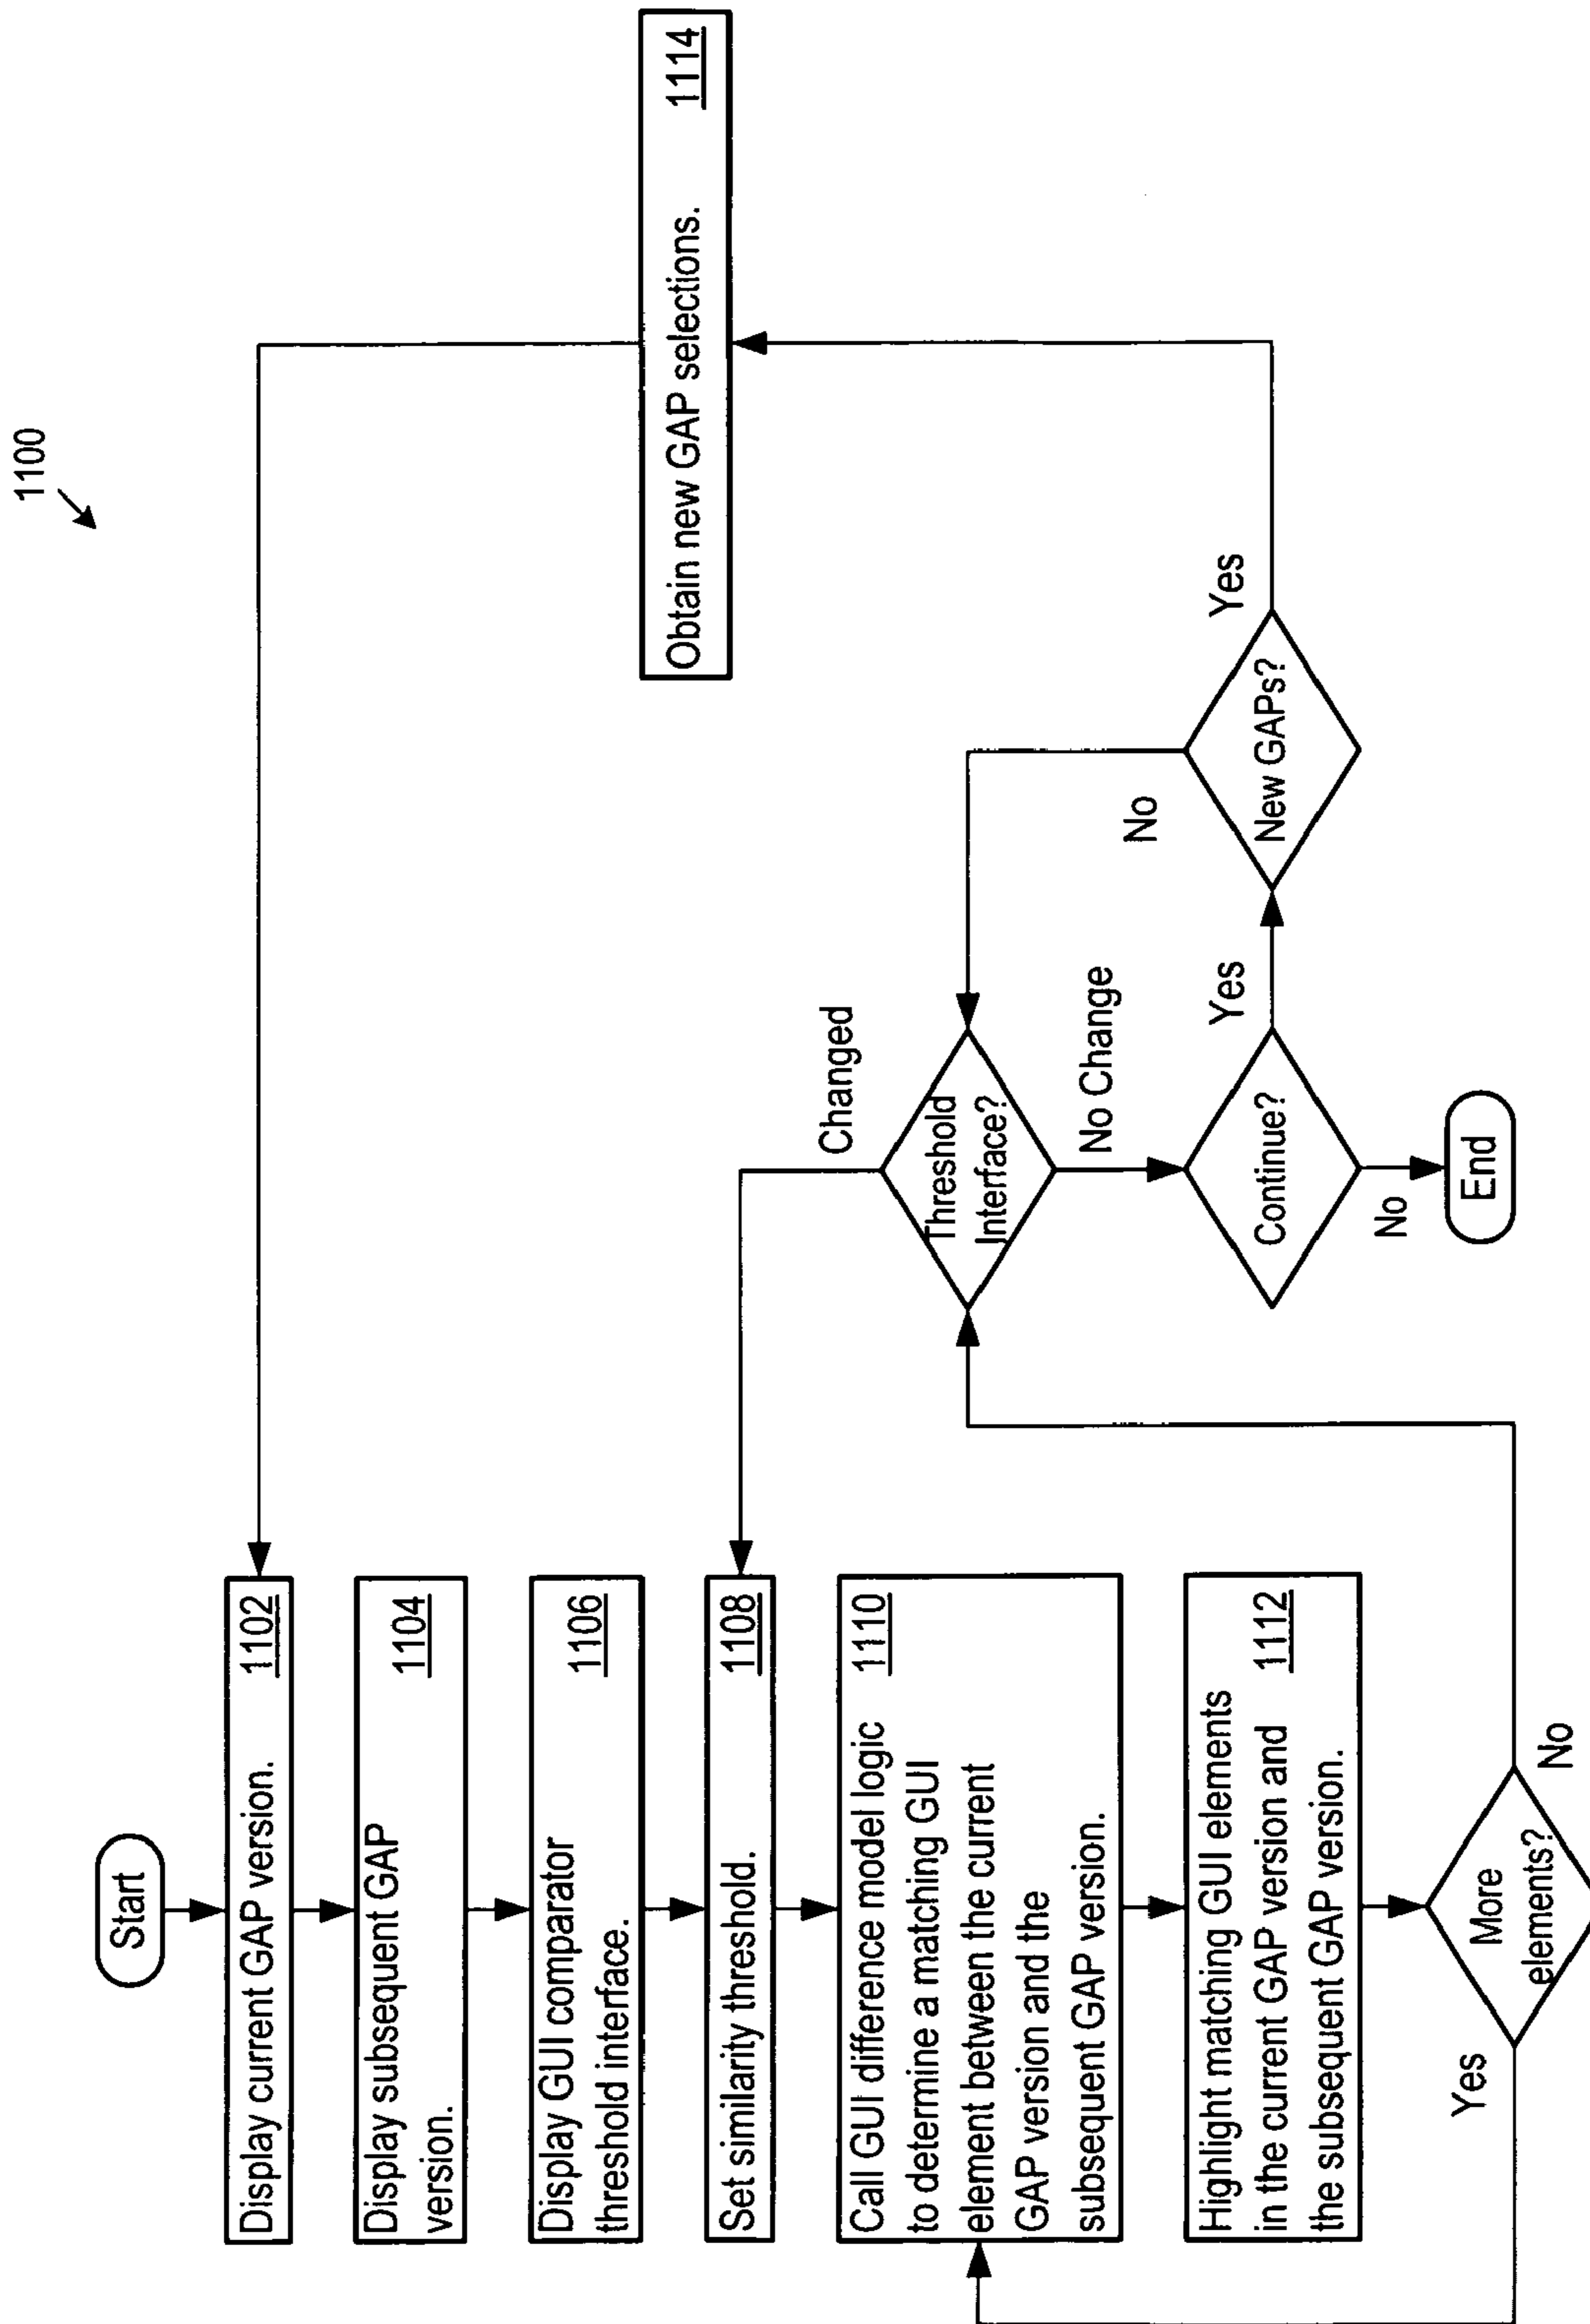 1100
Start
Display current GAP version. 1102
Display subsequent GAP
version. 1104
Display GUI comparator
threshold interface. 1106
Set similarity threshold. 1108
Call GUI difference model logic 1110
to determine a matching GUI
element between the current
GAP version and the
subsequent GAP version.
Highlight matching GUI elements
in the current GAP version and 1112
the subsequent GAP version.
More
elements?
Yes
No
Threshold
Interface?
Changed
No Change
Continue?
Yes
No
End
New GAPs?
No
Yes
Obtain new GAP selections. 1114